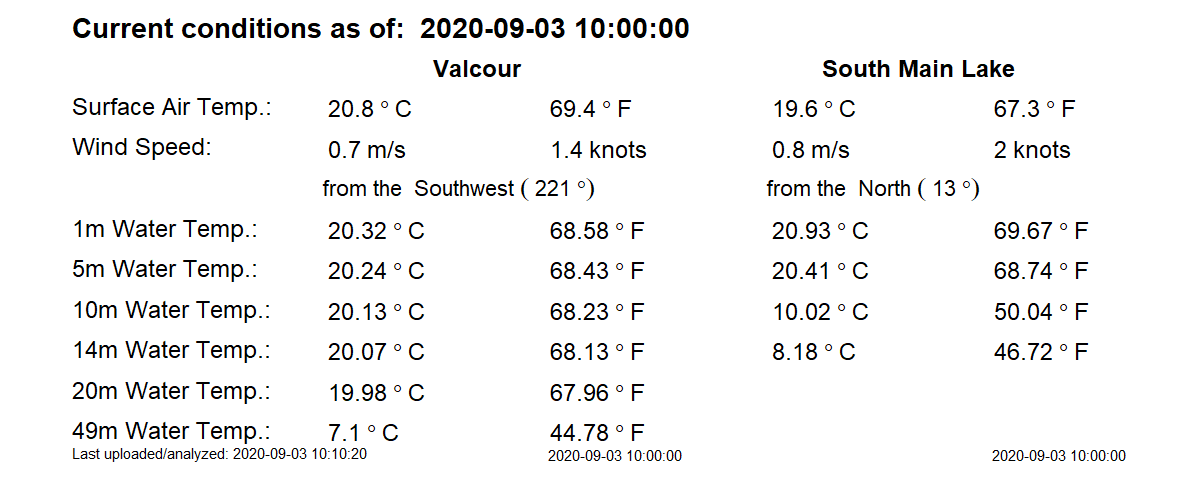 Current conditions as of: 2020-09-03 10:00:00
Valcour South Main Lake
Surface Air Temp.: 20.8 ° C 69.4 ° F 19.6 ° C 67.3 ° F
Wind Speed: 0.7 m/s 1.4 knots 0.8 m/s 2 knots
from the Southwest ( 221 °) from the North ( 13 °)
1m Water Temp.: 20.32 ° C 68.58 ° F 20.93 ° C 69.67 ° F
5m Water Temp.: 20.24 ° C 68.43 ° F 20.41 ° C 68.74 ° F
10m Water Temp.: 20.13 ° C 68.23 ° F 10.02 ° C 50.04 ° F
14m Water Temp.: 20.07 ° C 68.13 ° F 8.18 ° C 46.72 ° F
20m Water Temp.: 19.98 ° C 67.96 ° F
49m Water Temp.: 7.1 ° C 44.78 ° F
Last uploaded/analyzed: 2020-09-03 10:10:20 2020-09-03 10:00:00 2020-09-03 10:00:00